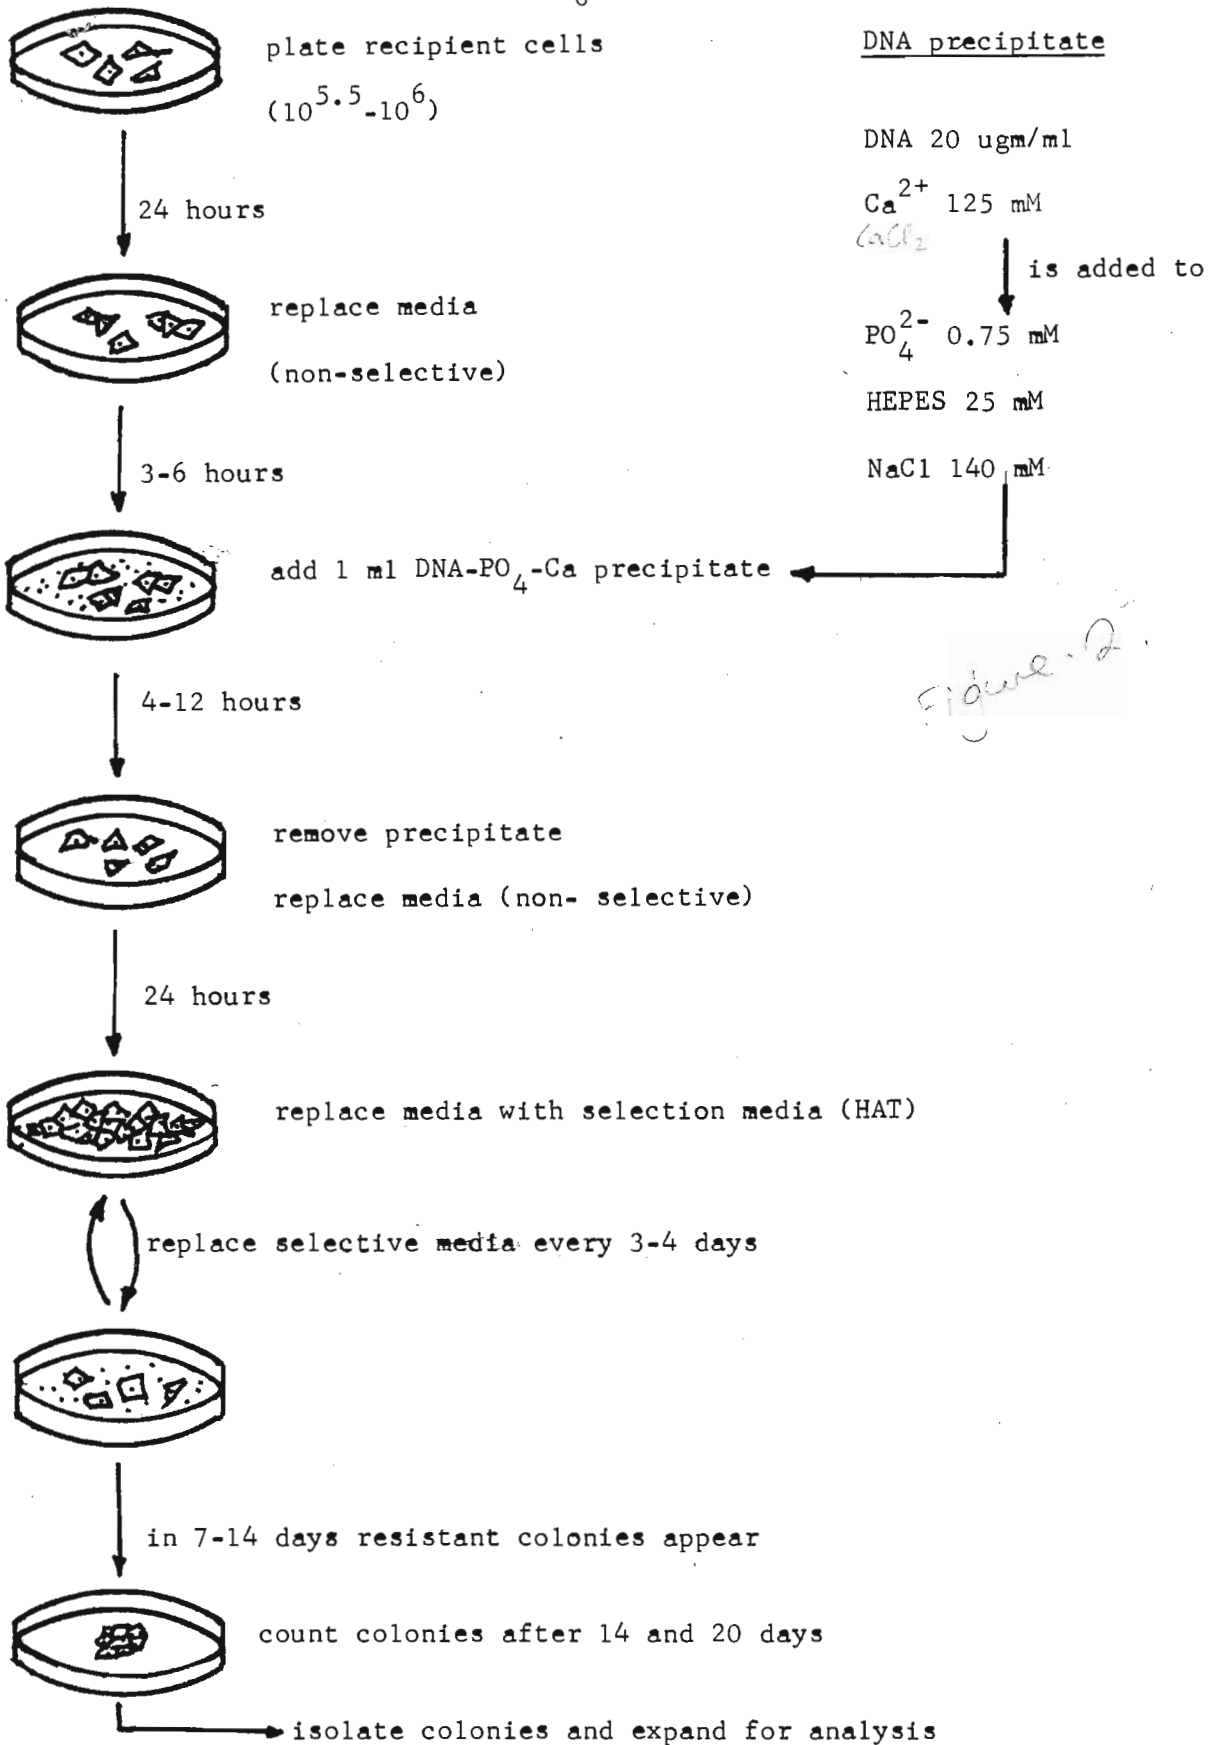 plate recipient cells
(10^5.5-10^6)
24 hours
replace media
(non-selective)
3-6 hours
add 1 ml DNA-PO4-Ca precipitate
4-12 hours
remove precipitate
replace media (non- selective)
24 hours
replace media with selection media (HAT)
replace selective media every 3-4 days
in 7-14 days resistant colonies appear
count colonies after 14 and 20 days
isolate colonies and expand for analysis
DNA precipitate
DNA 20 ugm/ml
Ca^2+ 125 mM
CaCl2
is added to
PO4^2- 0.75 mM
HEPES 25 mM
NaCl 140 mM
Figure. 2.